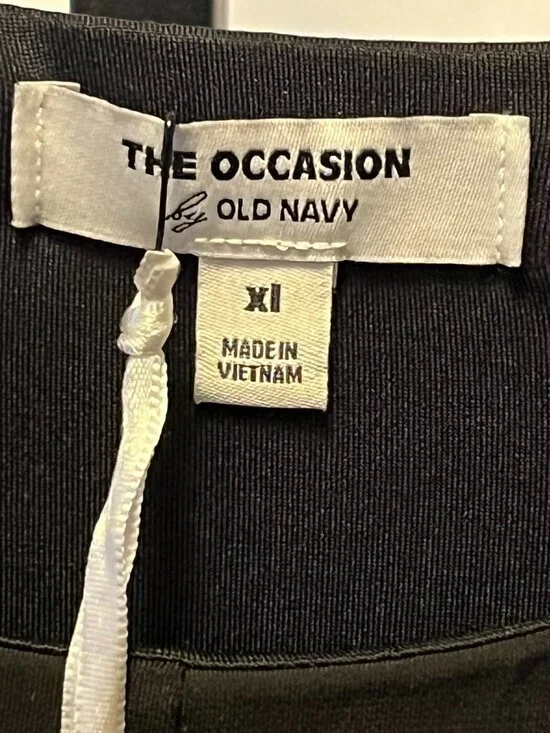 THE OCCASION
by OLD NAVY
xl
MADE IN
VIETNAM